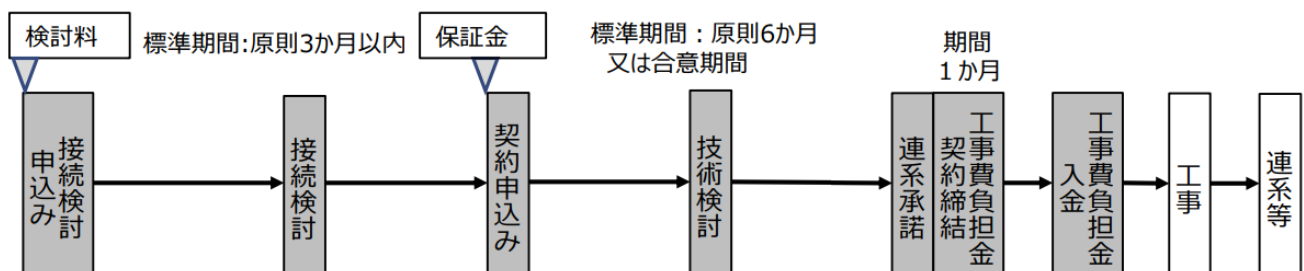 検討料
標準期間:原則3か月以内
保証金
標準期間：原則6か月
又は合意期間
期間
１か月
接続検討
申込み
接続検討
契約申込み
技術検討
連系承諾
工事費負担金
契約締結
工事費負担金
入金
工事
連系等